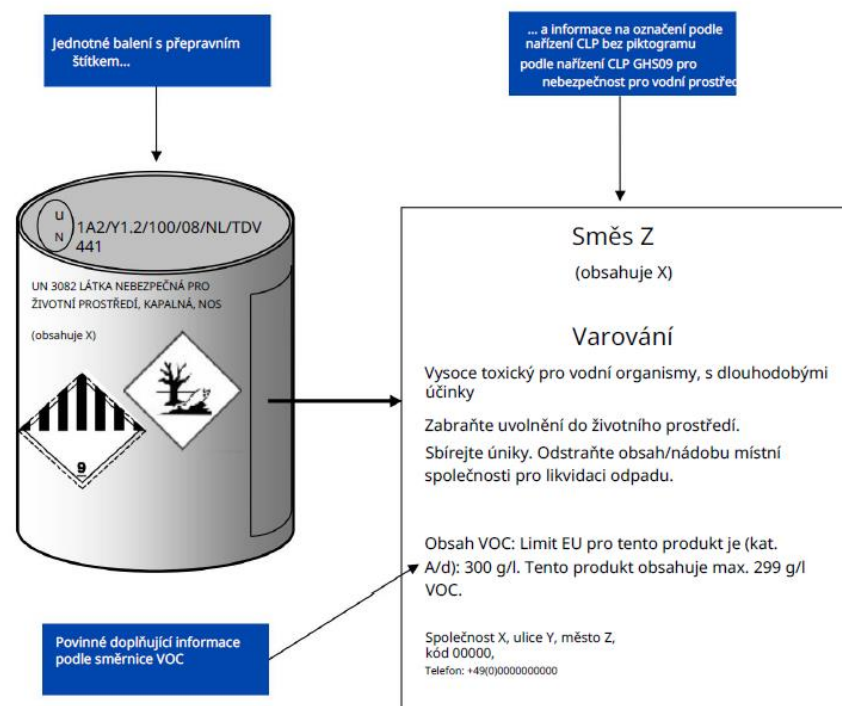 Jednotné balení s přepravním
štítkem...
... a informace na označení podle
nařízení CLP bez piktogramu
podle nařízení CLP GHS09 pro
nebezpečnost pro vodní prostřed
u
N
1A2/Y1.2/100/08/NL/TDV
441
UN 3082 LÁTKA NEBEZPEČNÁ PRO
ŽIVOTNÍ PROSTŘEDÍ, KAPALNÁ, NOS
(obsahuje X)
9
Směs Z
(obsahuje X)
Varování
Vysoce toxický pro vodní organismy, s dlouhodobými
účinky
Zabraňte uvolnění do životního prostředí.
Sbírejte úniky. Odstraňte obsah/nádobu místní
společnosti pro likvidaci odpadu.
Obsah VOC: Limit EU pro tento produkt je (kat.
A/d): 300 g/l. Tento produkt obsahuje max. 299 g/l
VOC.
Společnost X, ulice Y, město Z,
kód 00000,
Telefon: +49(0)0000000000
Povinné doplňující informace
podle směrnice VOC